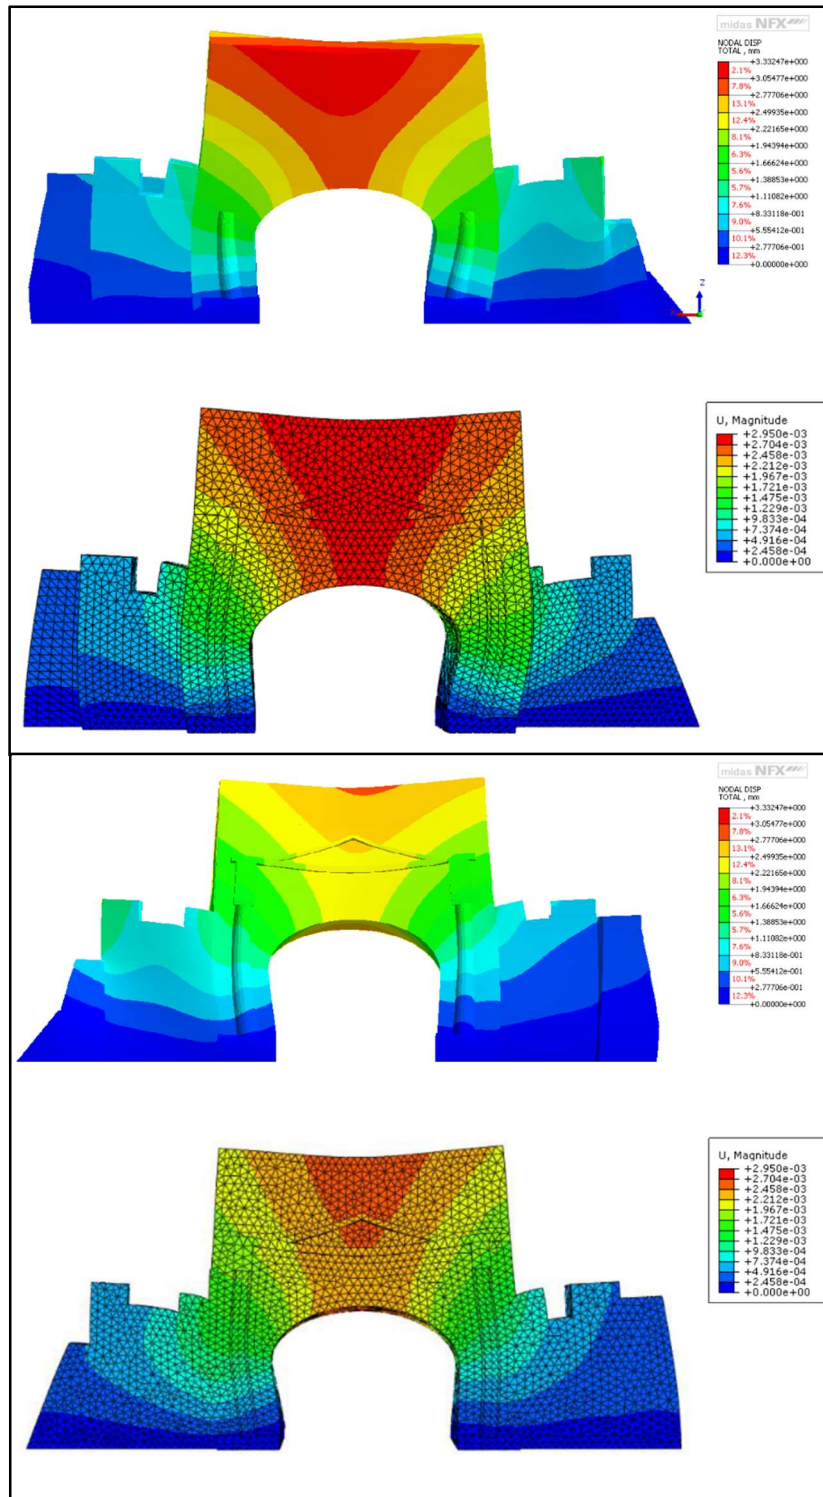 midas NFX
NODAL DISP
TOTAL , mm
+3.33247e+000
2.1%
+3.05477e+000
7.8%
+2.77706e+000
13.1%
+2.49935e+000
12.4%
+2.22165e+000
8.1%
+1.94394e+000
6.3%
+1.66624e+000
5.6%
+1.38853e+000
5.7%
+1.11082e+000
7.6%
+8.33118e-001
9.0%
+5.55412e-001
10.1%
+2.77706e-001
12.3%
+0.00000e+000
Z
U, Magnitude
+2.950e-03
+2.704e-03
+2.458e-03
+2.212e-03
+1.967e-03
+1.721e-03
+1.475e-03
+1.229e-03
+9.833e-04
+7.374e-04
+4.916e-04
+2.458e-04
+0.000e+00
midas NFX
NODAL DISP
TOTAL , mm
+3.33247e+000
2.1%
+3.05477e+000
7.8%
+2.77706e+000
13.1%
+2.49935e+000
12.4%
+2.22165e+000
8.1%
+1.94394e+000
6.3%
+1.66624e+000
5.6%
+1.38853e+000
5.7%
+1.11082e+000
7.6%
+8.33118e-001
9.0%
+5.55412e-001
10.1%
+2.77706e-001
12.3%
+0.00000e+000
U, Magnitude
+2.950e-03
+2.704e-03
+2.458e-03
+2.212e-03
+1.967e-03
+1.721e-03
+1.475e-03
+1.229e-03
+9.833e-04
+7.374e-04
+4.916e-04
+2.458e-04
+0.000e+00